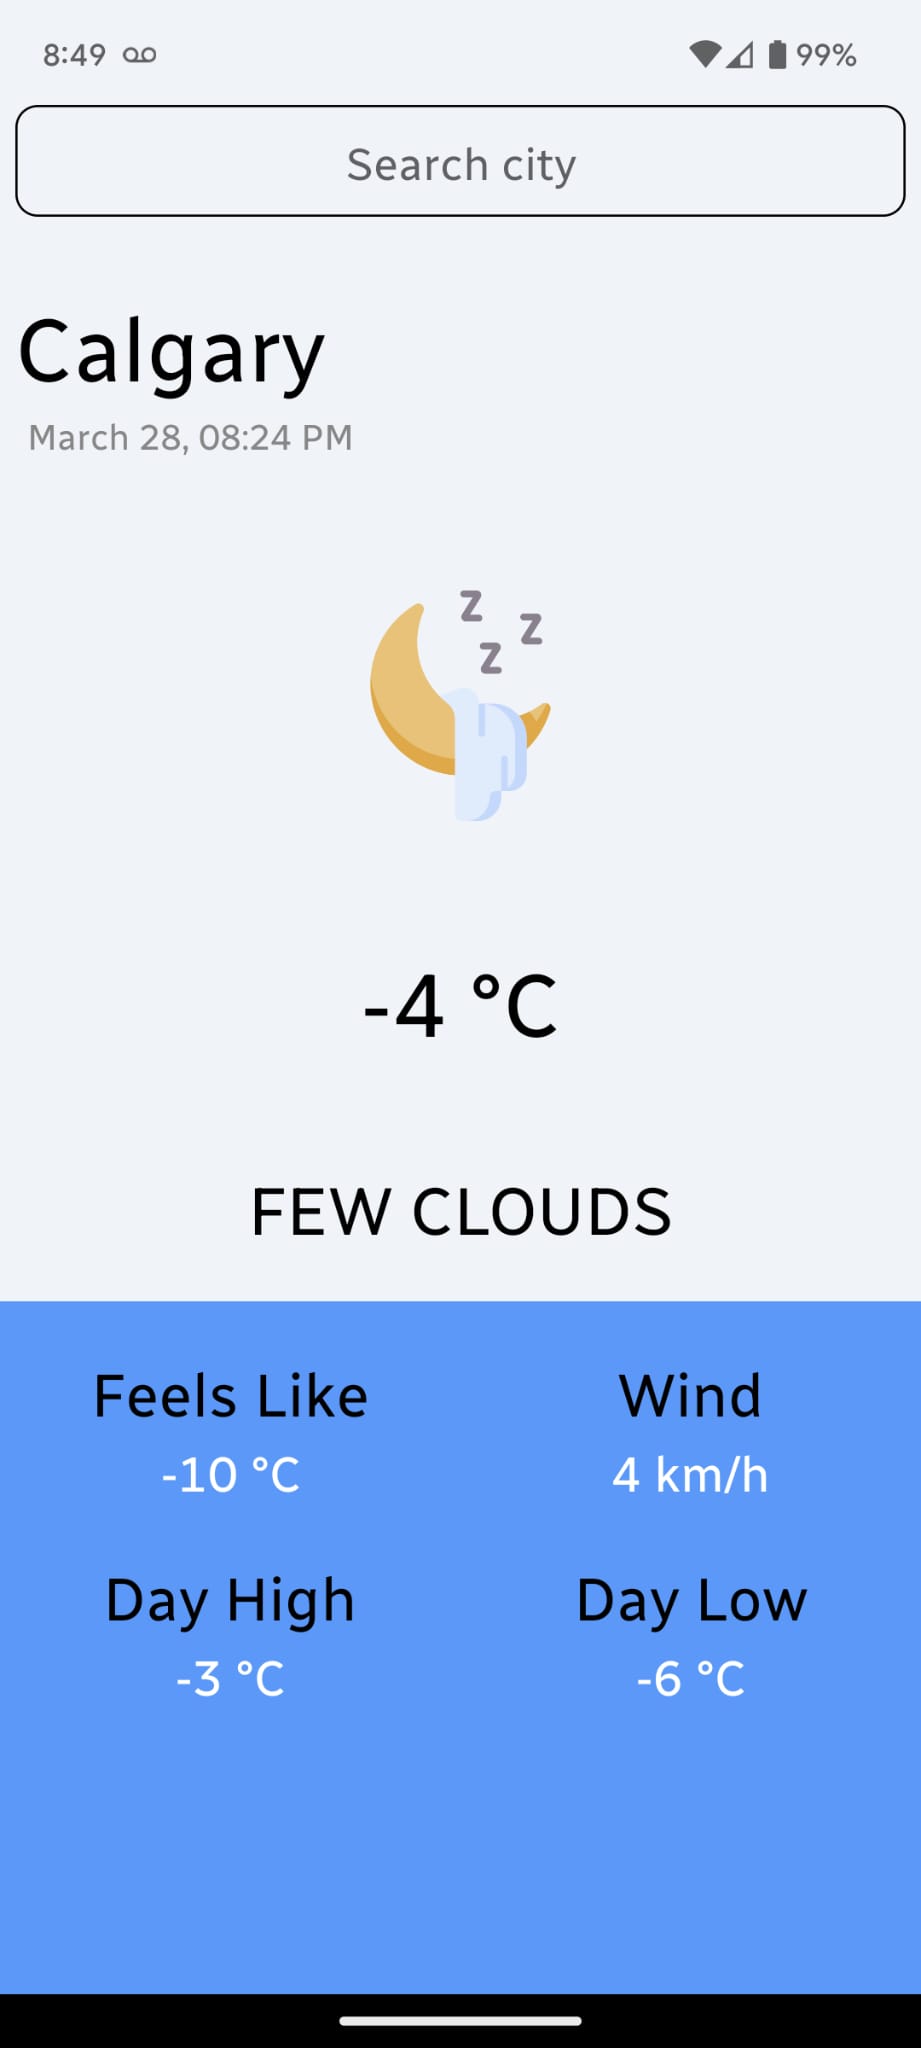 8:49 99%
Search city
Calgary
March 28, 08:24 PM
z
z
z
-4 °C
FEW CLOUDS
Feels Like Wind
-10 °C 4 km/h
Day High Day Low
-3 °C -6 °C